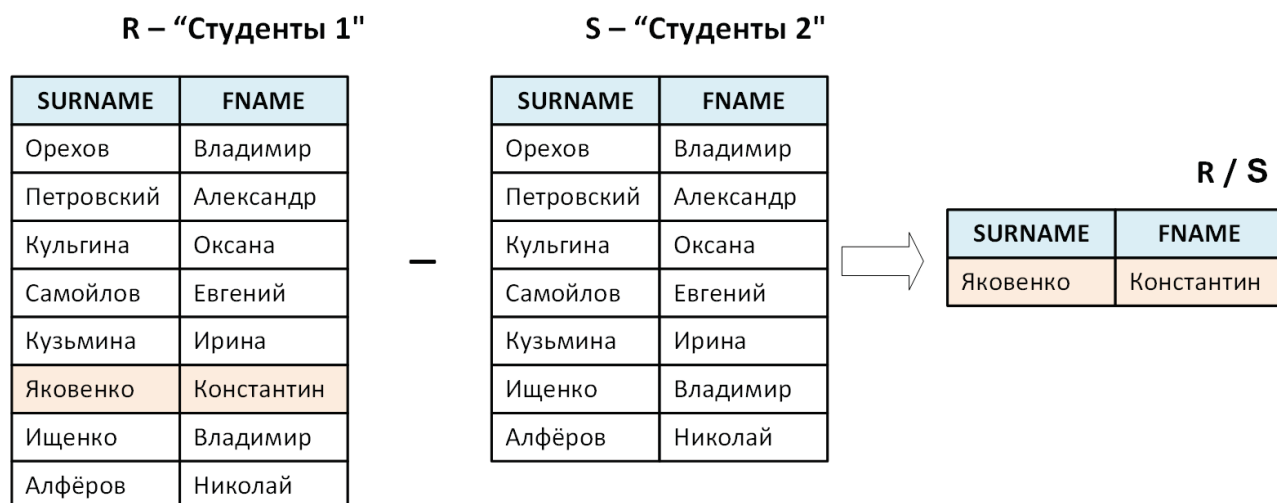 R – “Студенты 1"
SURNAME FNAME
Орехов Владимир
Петровский Александр
Кульгина Оксана
Самойлов Евгений
Кузьмина Ирина
Яковенко Константин
Ищенко Владимир
Алфёров Николай
–
S – “Студенты 2"
SURNAME FNAME
Орехов Владимир
Петровский Александр
Кульгина Оксана
Самойлов Евгений
Кузьмина Ирина
Ищенко Владимир
Алфёров Николай
R / S
SURNAME FNAME
Яковенко Константин